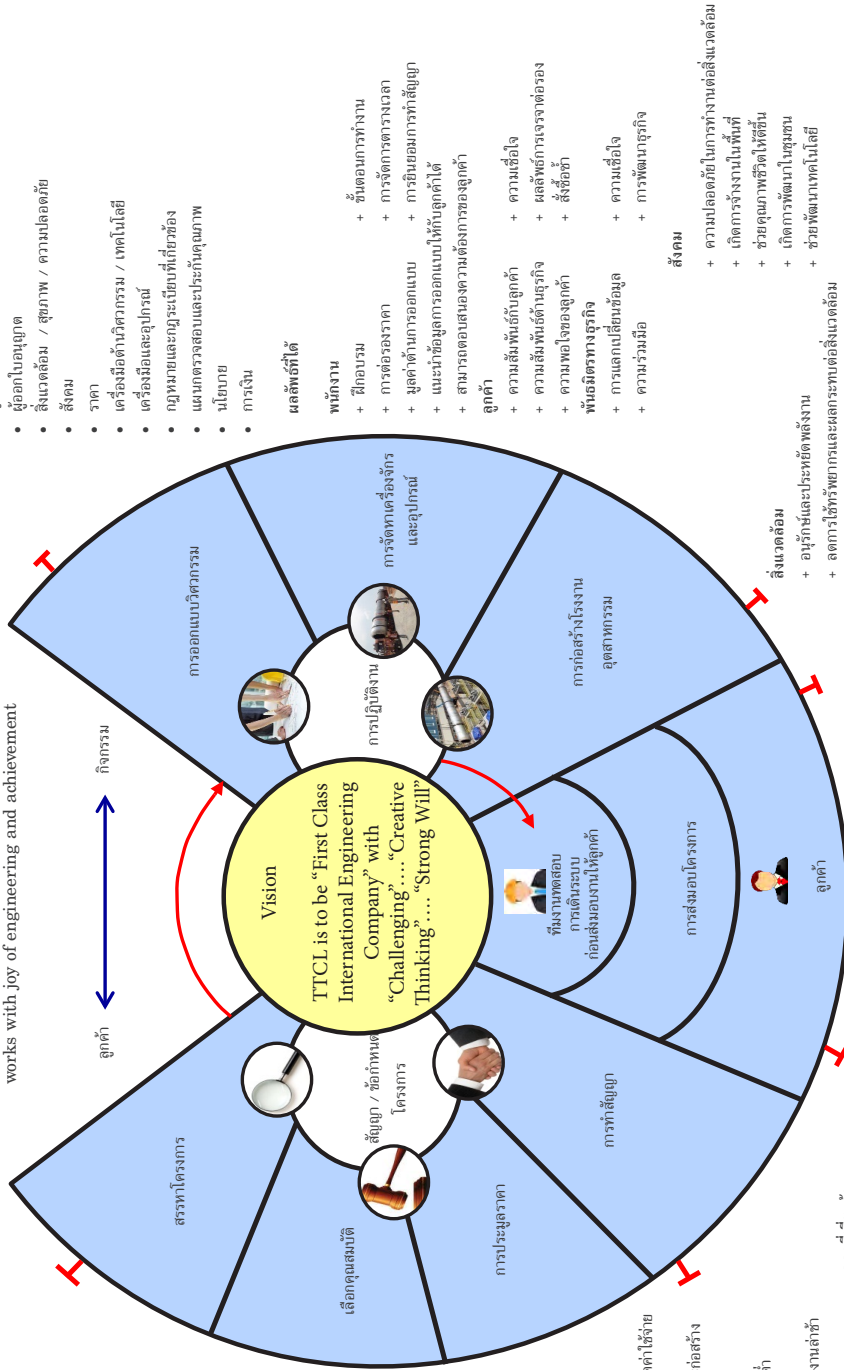 works with joy of engineering and achievement
ลูกค้า
กิจกรรม
สรรหาโครงการ
เลือกคุณสมบัติ
การประมูลราคา
การทำสัญญา
สัญญา / ข้อกำหนด
โครงการ
Vision
TTCL is to be “First Class
International Engineering
Company” with
“Challenging”.... “Creative
Thinking”.... “Strong Will”
การปฏิบัติงาน
การออกแบบวิศวกรรม
การจัดหาเครื่องจักร
และอุปกรณ์
การก่อสร้างโรงงาน
อุตสาหกรรม
ทีมงานทดสอบ
การเดินระบบ
ก่อนส่งมอบงานให้ลูกค้า
การส่งมอบโครงการ
ลูกค้า
• ผู้ออกใบอนุญาต
• สิ่งแวดล้อม / สุขภาพ / ความปลอดภัย
• สังคม
• ราคา
• เครื่องมือด้านวิศวกรรม / เทคโนโลยี
• เครื่องมือและอุปกรณ์
• กฎหมายและกฎระเบียบที่เกี่ยวข้อง
• แผนกตรวจสอบและประกันคุณภาพ
• นโยบาย
• การเงิน
ผลลัพธ์ที่ได้
พนักงาน
+ ฝึกอบรม + ขั้นตอนการทำงาน
+ การต่อรองราคา + การจัดการตารางเวลา
+ มูลค่าด้านการออกแบบ + การยินยอมการทำสัญญา
+ แนะนำข้อมูลการออกแบบให้กับลูกค้าได้
+ สามารถตอบสนองความต้องการของลูกค้า
ลูกค้า
+ ความสัมพันธ์กับลูกค้า + ความเชื่อใจ
+ ความสัมพันธ์ด้านธุรกิจ + ผลลัพธ์การเจรจาต่อรอง
+ ความพอใจของลูกค้า + สั่งซื้อซ้ำ
พันธมิตรทางธุรกิจ
+ การแลกเปลี่ยนข้อมูล + ความเชื่อใจ
+ ความร่วมมือ + การพัฒนาธุรกิจ
สังคม
+ ความปลอดภัยในการทำงานต่อสิ่งแวดล้อม
+ เกิดการจ้างงานในพื้นที่
+ ช่วยคุณภาพชีวิตให้ดีขึ้น
+ เกิดการพัฒนาในชุมชน
+ ช่วยพัฒนาเทคโนโลยี
สิ่งแวดล้อม
+ อนุรักษ์และประหยัดพลังงาน
+ ลดการใช้ทรัพยากรและผลกระทบต่อสิ่งแวดล้อม
ค่าใช้จ่าย
ก่อสร้าง
งานล่าช้า